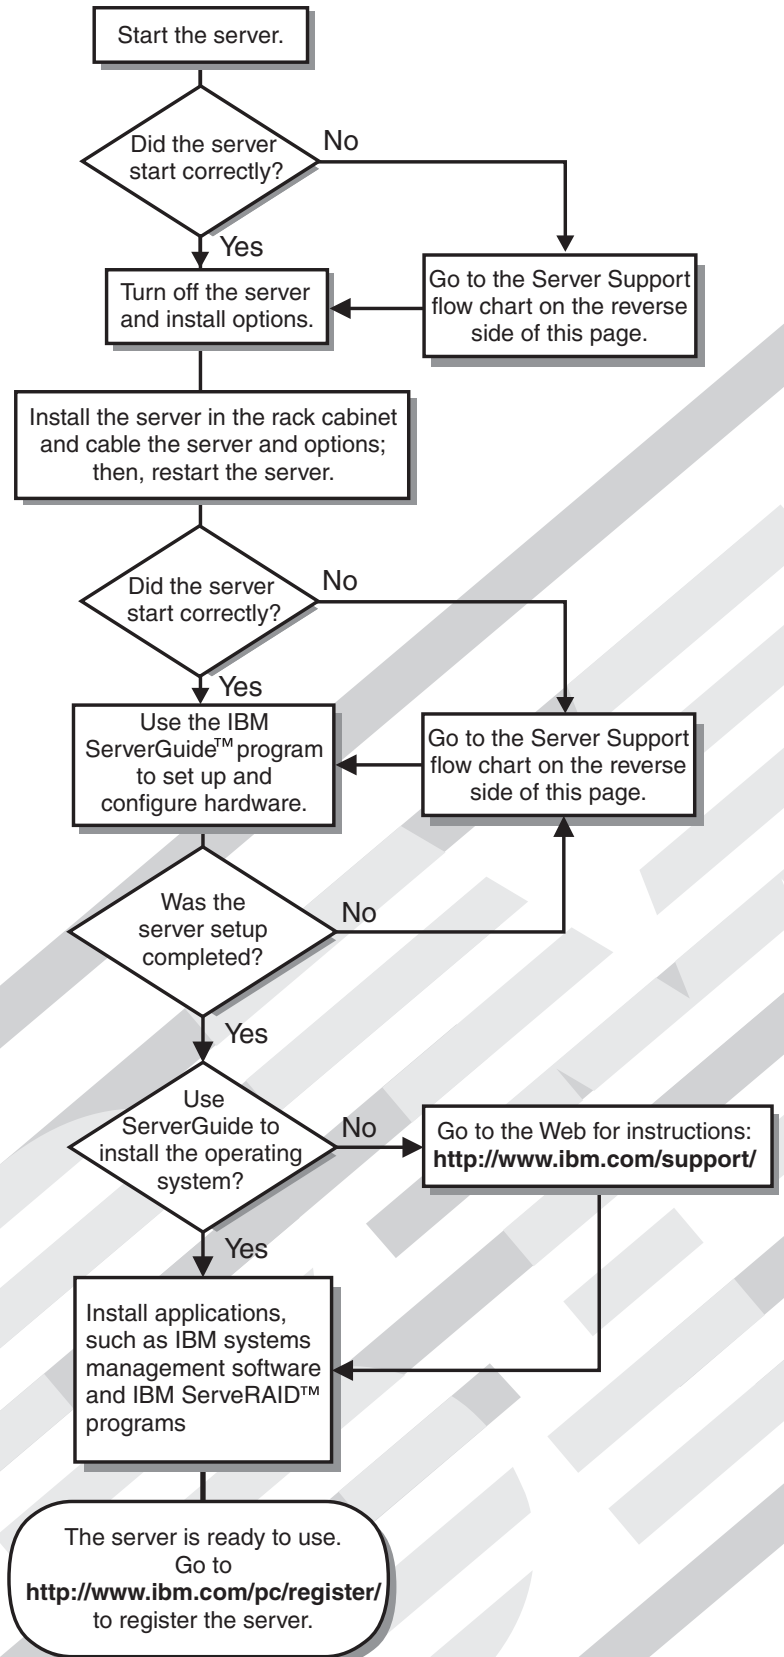 Start the server.
Did the server
start correctly?
No
Yes
Turn off the server
and install options.
Go to the Server Support
flow chart on the reverse
side of this page.
Install the server in the rack cabinet
and cable the server and options;
then, restart the server.
Did the server
start correctly?
No
Yes
Use the IBM
ServerGuide™ program
to set up and
configure hardware.
Go to the Server Support
flow chart on the reverse
side of this page.
Was the
server setup
completed?
No
Yes
Use
ServerGuide to
install the operating
system?
No
Go to the Web for instructions:
http://www.ibm.com/support/
Yes
Install applications,
such as IBM systems
management software
and IBM ServeRAID™
programs
The server is ready to use.
Go to
http://www.ibm.com/pc/register/
to register the server.